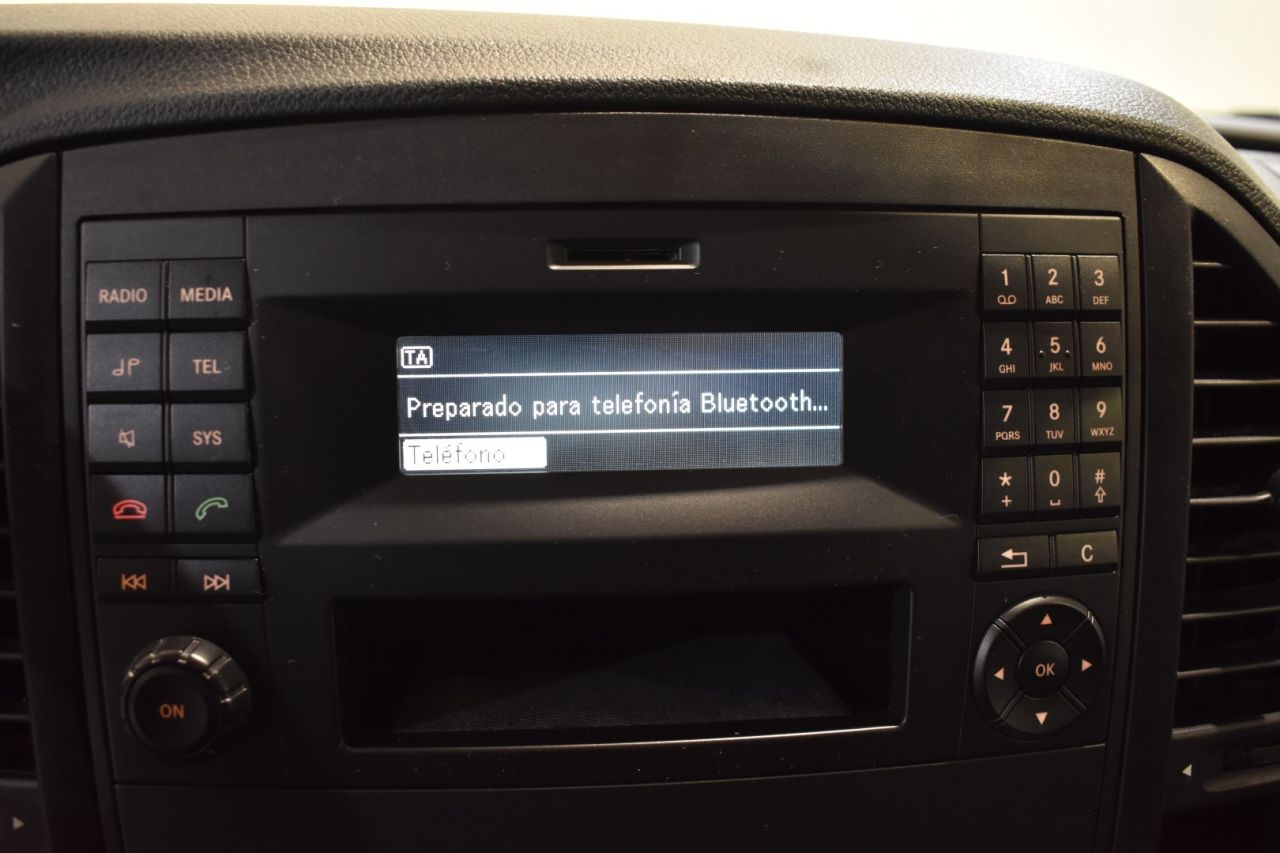 RADIO MEDIA
TEL
SYS
ON
TA
Preparado para telefonía Bluetooth...
Teléfono
1 2 ABC 3 DEF
4 GHI 5 JKL 6 MNO
7 PQRS 8 TUV 9 WXYZ
* + 0 #
C
OK